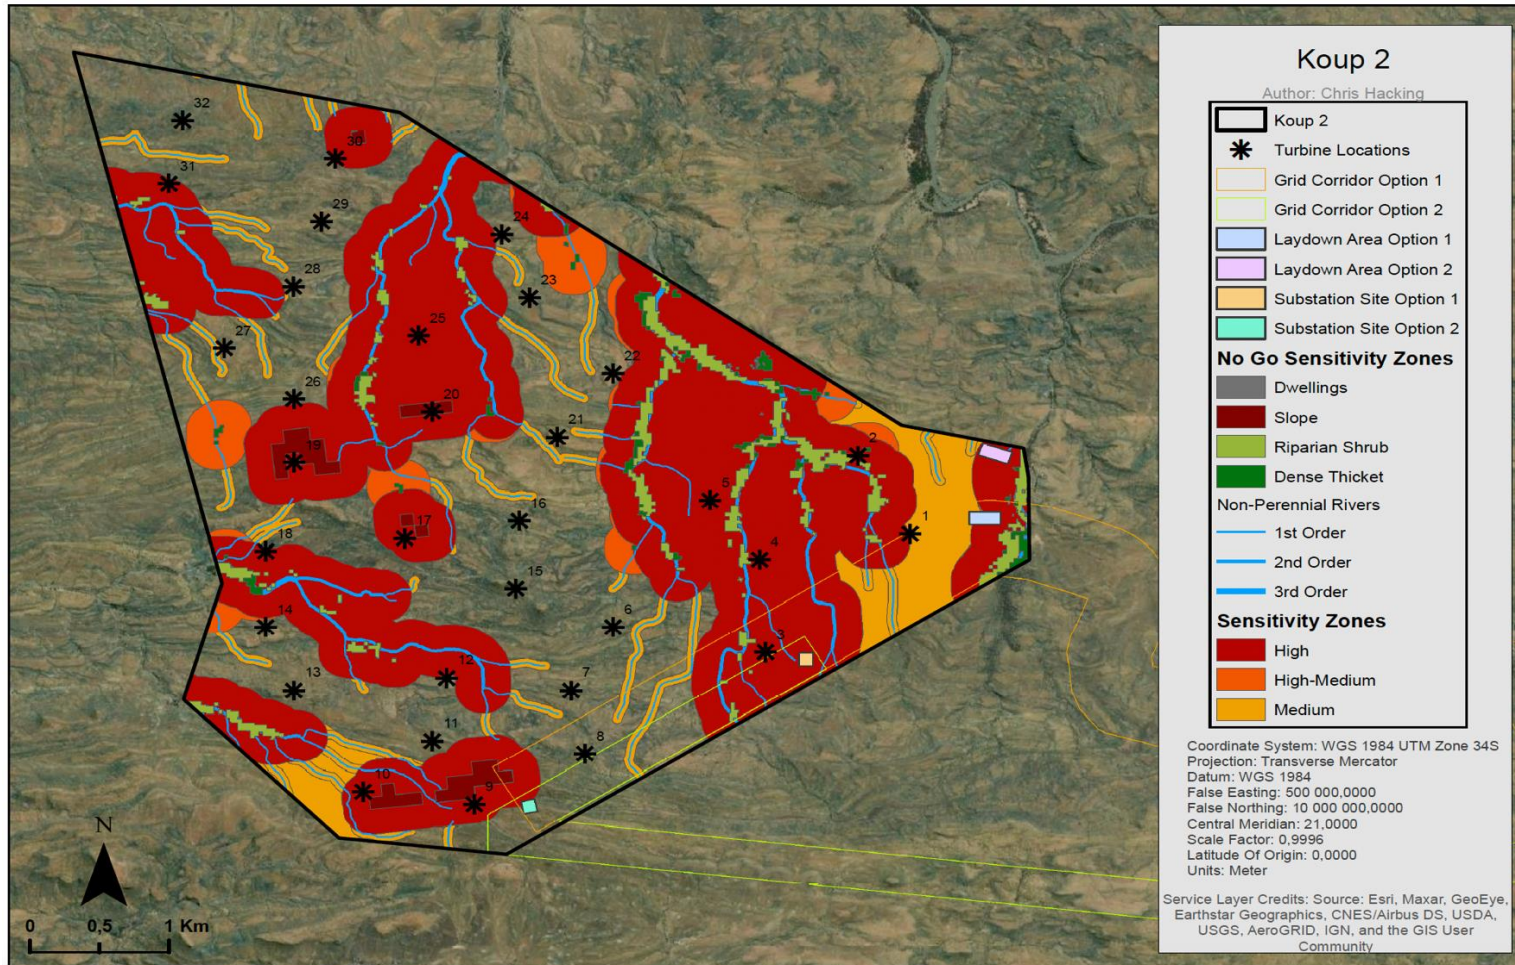 Koup 2
Author: Chris Hacking
Koup 2
Turbine Locations
Grid Corridor Option 1
Grid Corridor Option 2
Laydown Area Option 1
Laydown Area Option 2
Substation Site Option 1
Substation Site Option 2
No Go Sensitivity Zones
Dwellings
Slope
Riparian Shrub
Dense Thicket
Non-Perennial Rivers
1st Order
2nd Order
3rd Order
Sensitivity Zones
High
High-Medium
Medium
Coordinate System: WGS 1984 UTM Zone 34S
Projection: Transverse Mercator
Datum: WGS 1984
False Easting: 500 000,0000
False Northing: 10 000 000,0000
Central Meridian: 21,0000
Scale Factor: 0,9996
Latitude Of Origin: 0,0000
Units: Meter
Service Layer Credits: Source: Esri, Maxar, GeoEye,
Earthstar Geographics, CNES/Airbus DS, USDA,
USGS, AeroGRID, IGN, and the GIS User
Community
32
30
31
29
24
28
23
25
27
22
26
20
21
2
19
5
16
17
1
18
4
15
14
6
3
12
13
7
11
8
10
9
N
0
0,5
1 Km